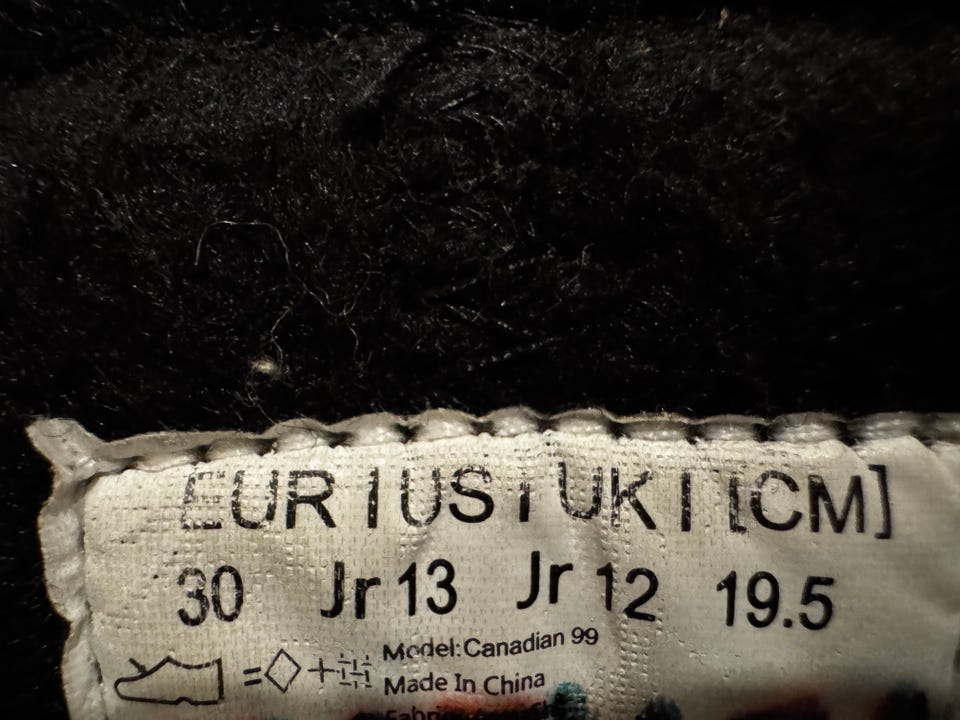 EUR | US | UK | [CM]
30 Jr 13 Jr 12 19.5
Model: Canadian 99
Made In China